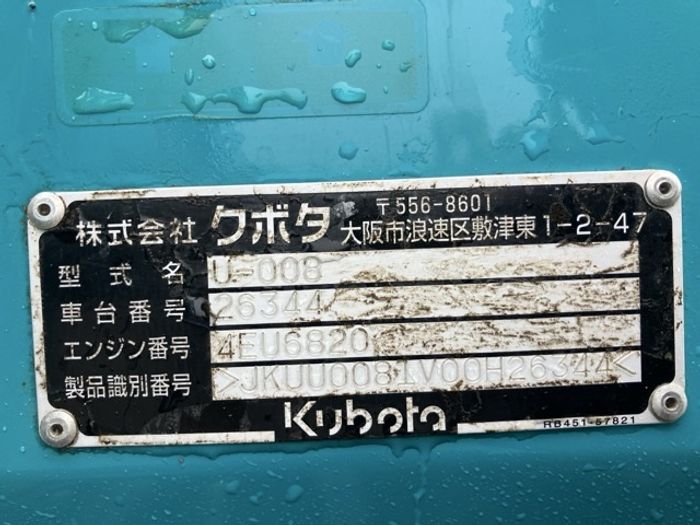 〒556-8601
株式会社 クボタ 大阪市浪速区敷津東1-2-47
型式名 U-008
車台番号 26344
エンジン番号 4EU6820
製品識別番号 >JKUU0081V00H26344<
Kubota
RB451-57821